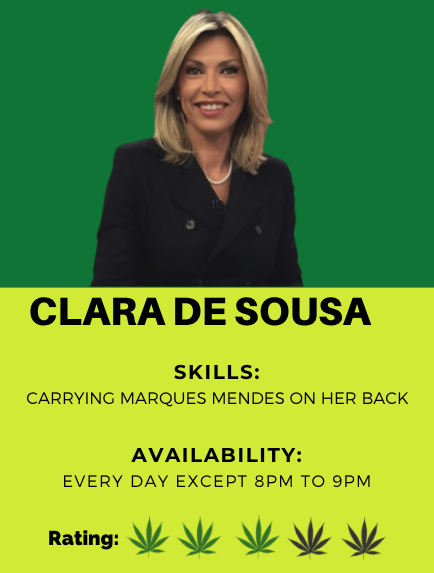 CLARA DE SOUSA
SKILLS:
CARRYING MARQUES MENDES ON HER BACK
AVAILABILITY:
EVERY DAY EXCEPT 8PM TO 9PM
Rating: